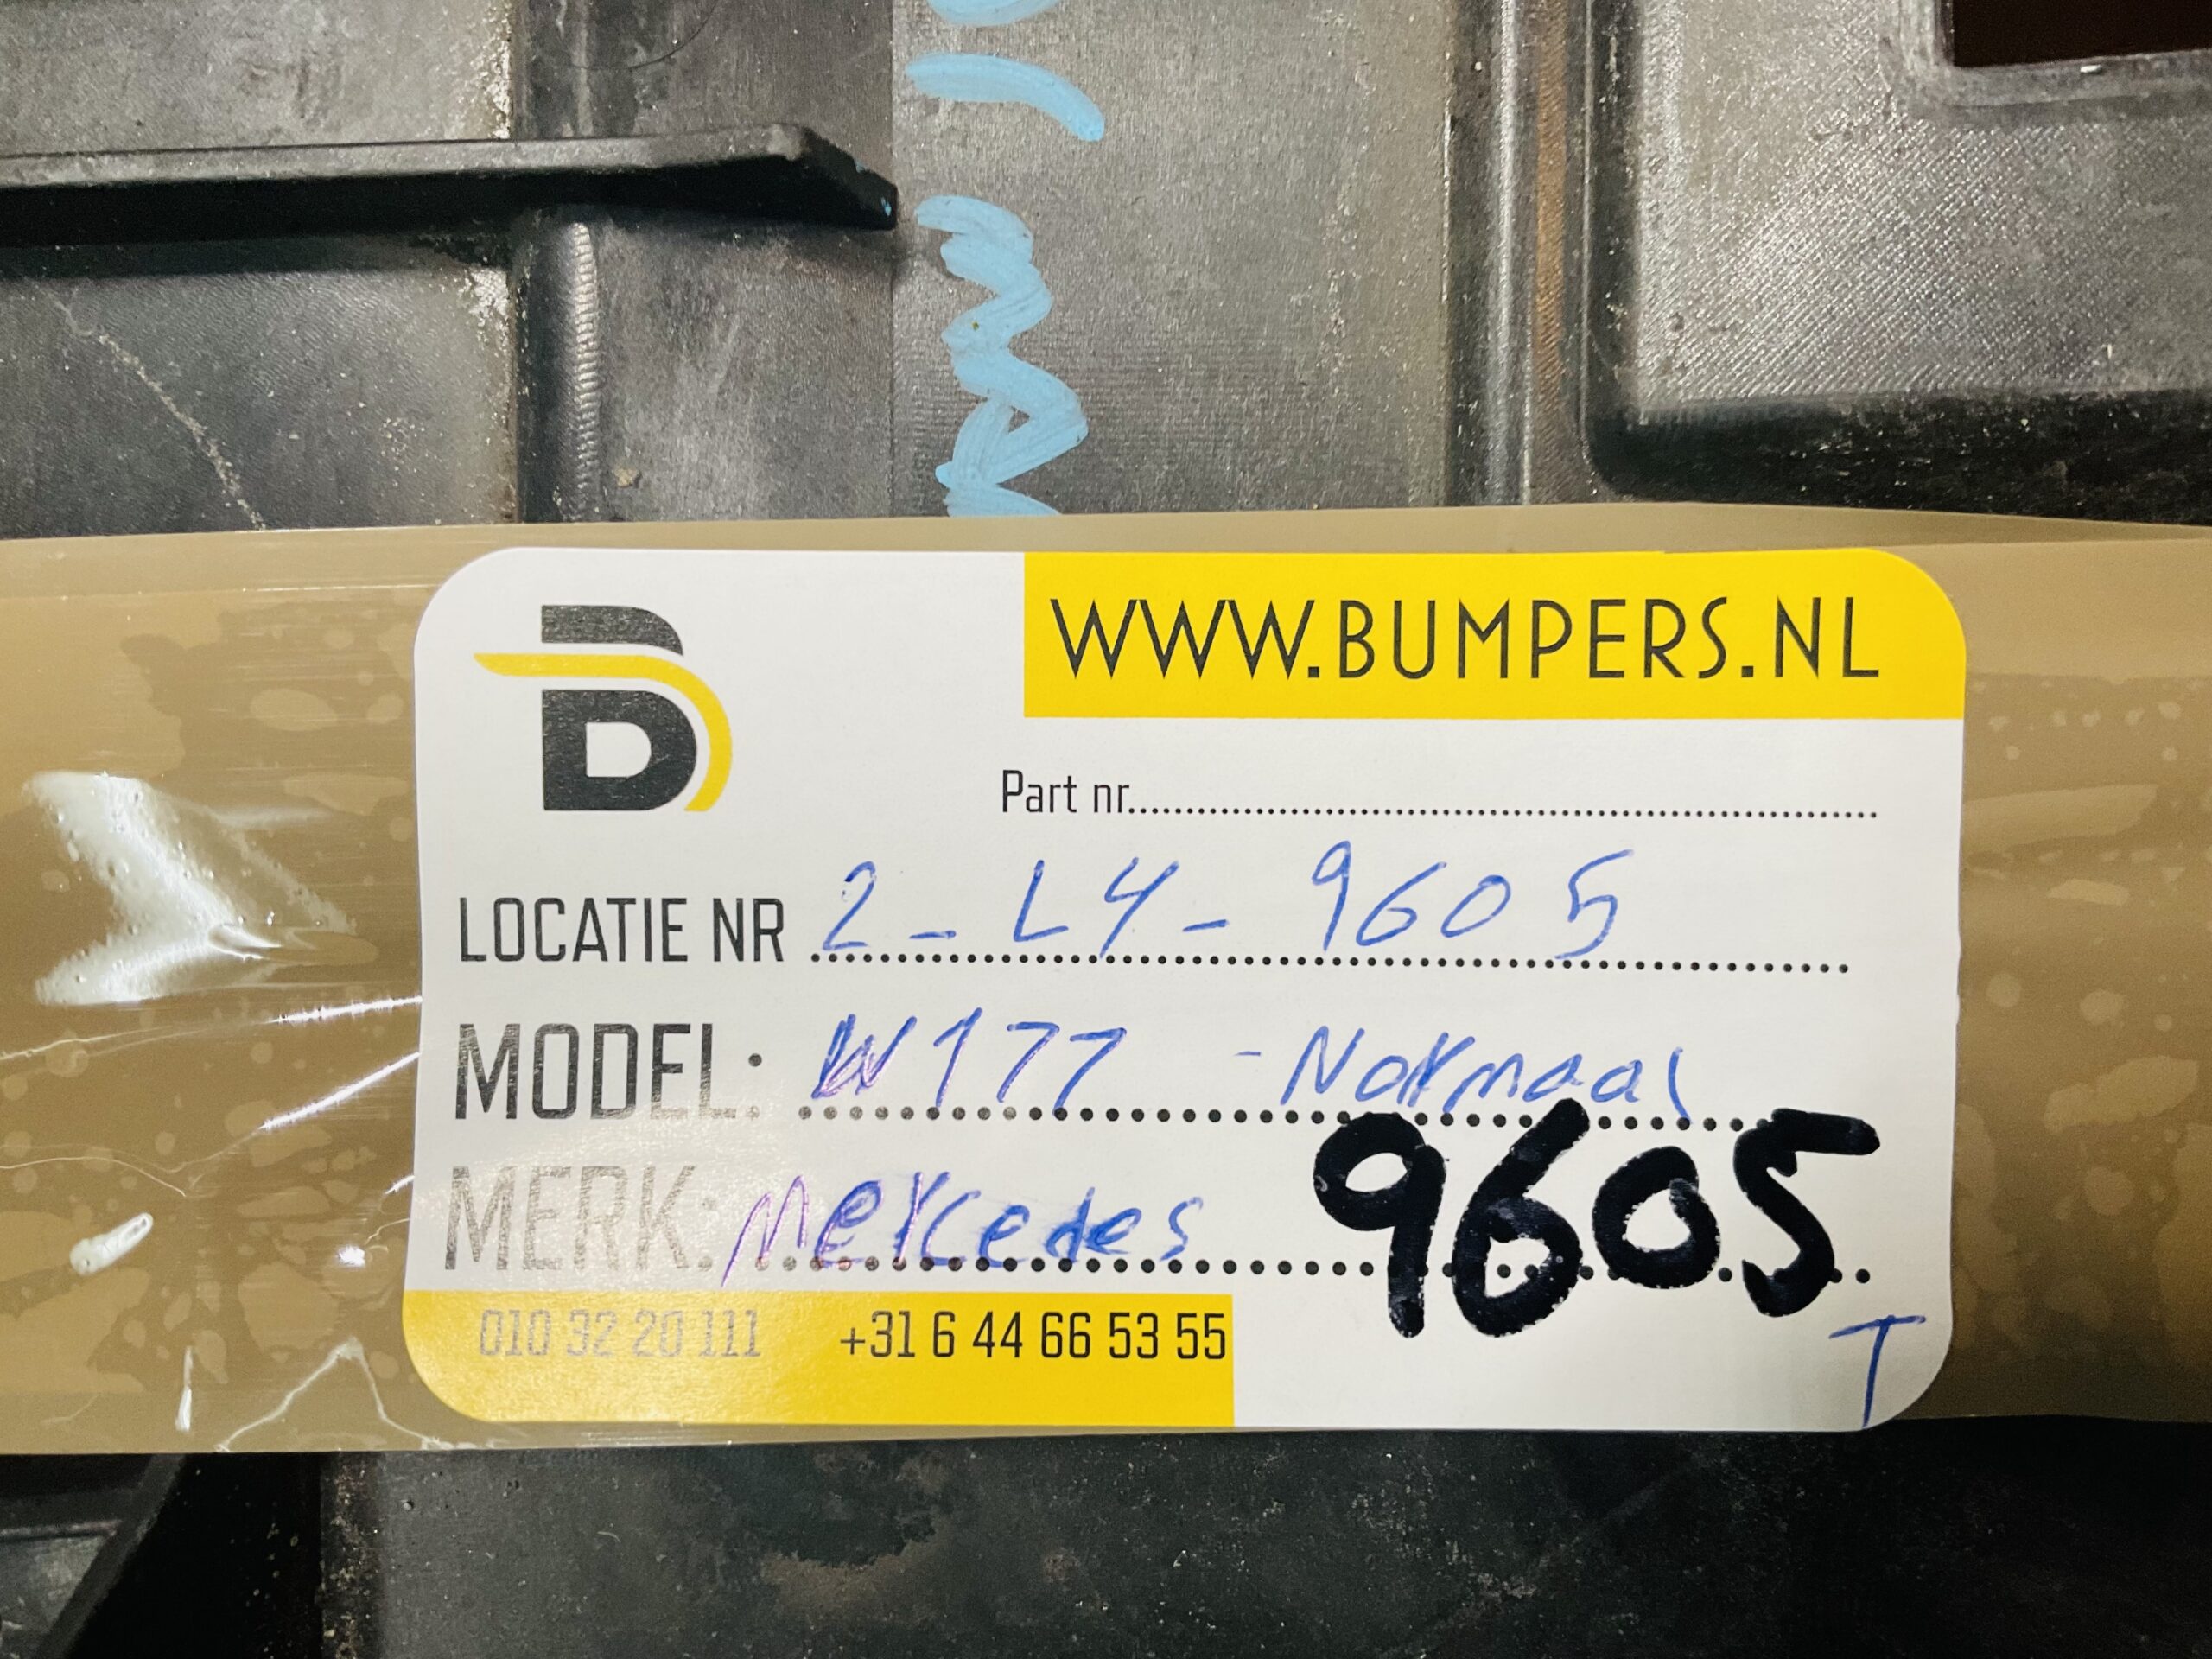 WWW.BUMPERS.NL
Part nr.
LOCATIE NR 2 - L4 - 9605
MODEL: W177 - Normaal
MERK: Mercedes 9605
010 32 20 111 +31 6 44 66 53 55
T